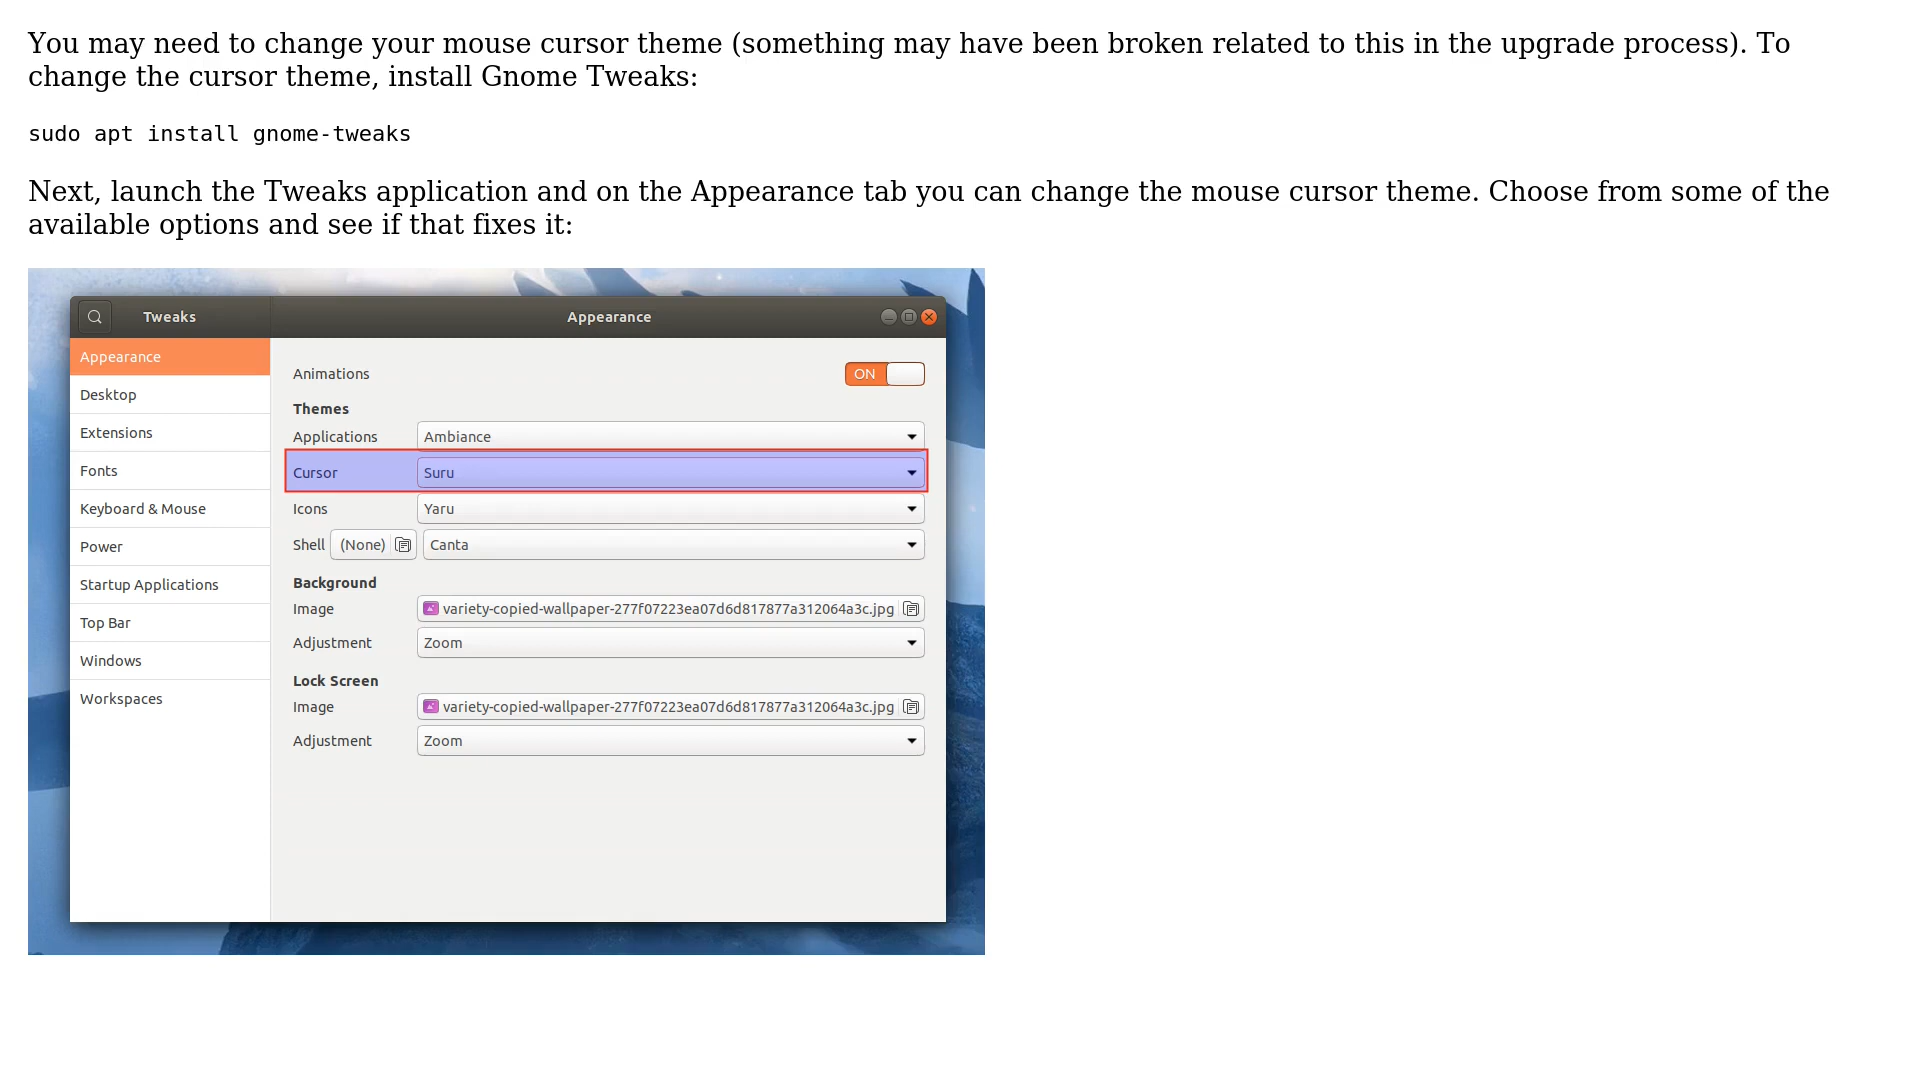 You may need to change your mouse cursor theme (something may have been broken related to this in the upgrade process). To
change the cursor theme, install Gnome Tweaks:
sudo apt install gnome-tweaks
Next, launch the Tweaks application and on the Appearance tab you can change the mouse cursor theme. Choose from some of the
available options and see if that fixes it:
Tweaks
Appearance
Appearance
Desktop
Extensions
Fonts
Keyboard & Mouse
Power
Startup Applications
Top Bar
Windows
Workspaces
Animations ON
Themes
Applications Ambiance
Cursor Suru
Icons Yaru
Shell (None) Canta
Background
Image variety-copied-wallpaper-277f07223ea07d6d817877a312064a3c.jpg
Adjustment Zoom
Lock Screen
Image variety-copied-wallpaper-277f07223ea07d6d817877a312064a3c.jpg
Adjustment Zoom